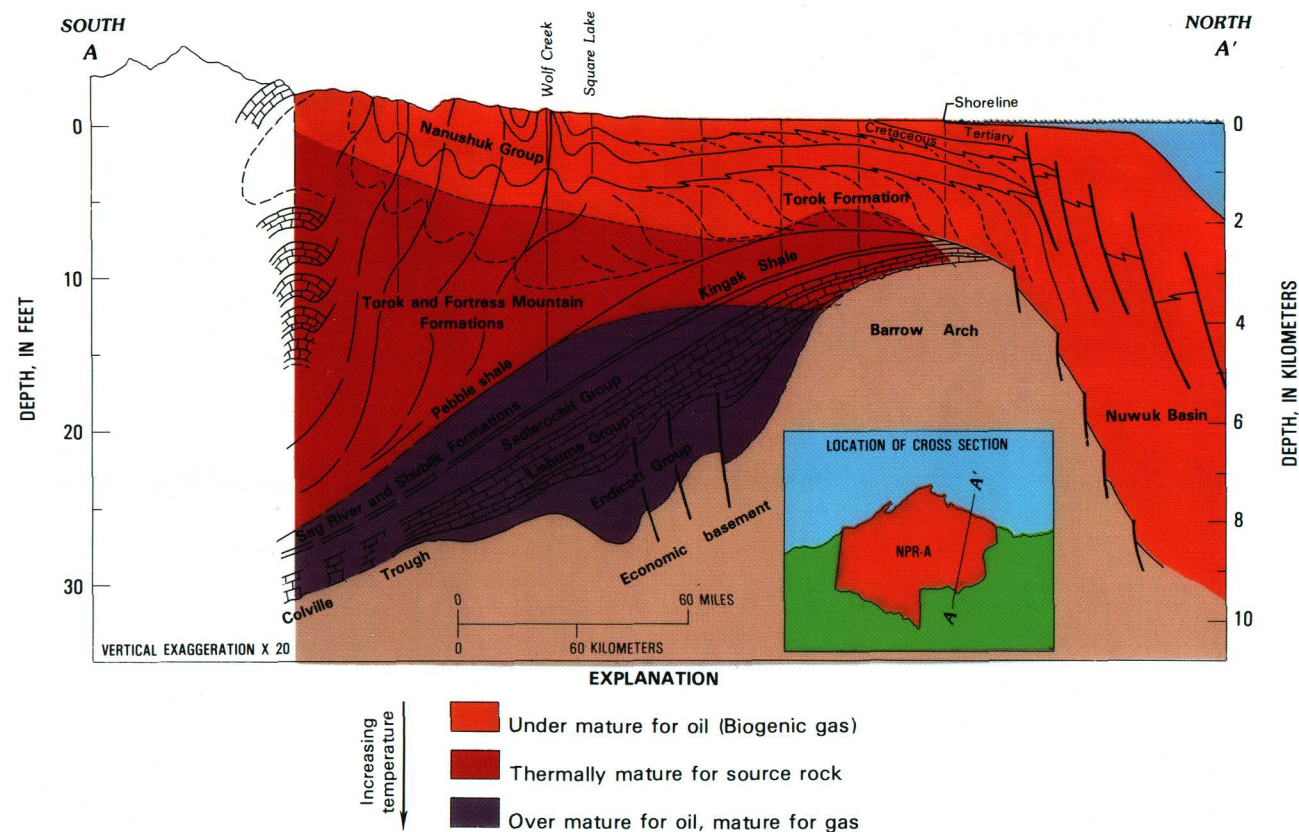 SOUTH
A
NORTH
A'
Wolf Creek
Square Lake
Shoreline
Cretaceous
Tertiary
Nanushuk Group
Torok Formation
Kingak Shale
Torok and Fortress Mountain
Formations
Barrow Arch
Pebble shale
Nuwuk Basin
Sag River and Shublik Formations
Sadlerochit Group
Lisburne Group
Endicott Group
Economic basement
Trough
Colville
DEPTH, IN FEET
0
10
20
30
DEPTH, IN KILOMETERS
0
2
4
6
8
10
0
60 MILES
0
60 KILOMETERS
VERTICAL EXAGGERATION X 20
LOCATION OF CROSS SECTION
A'
NPR-A
A
EXPLANATION
Increasing
temperature
Under mature for oil (Biogenic gas)
Thermally mature for source rock
Over mature for oil, mature for gas